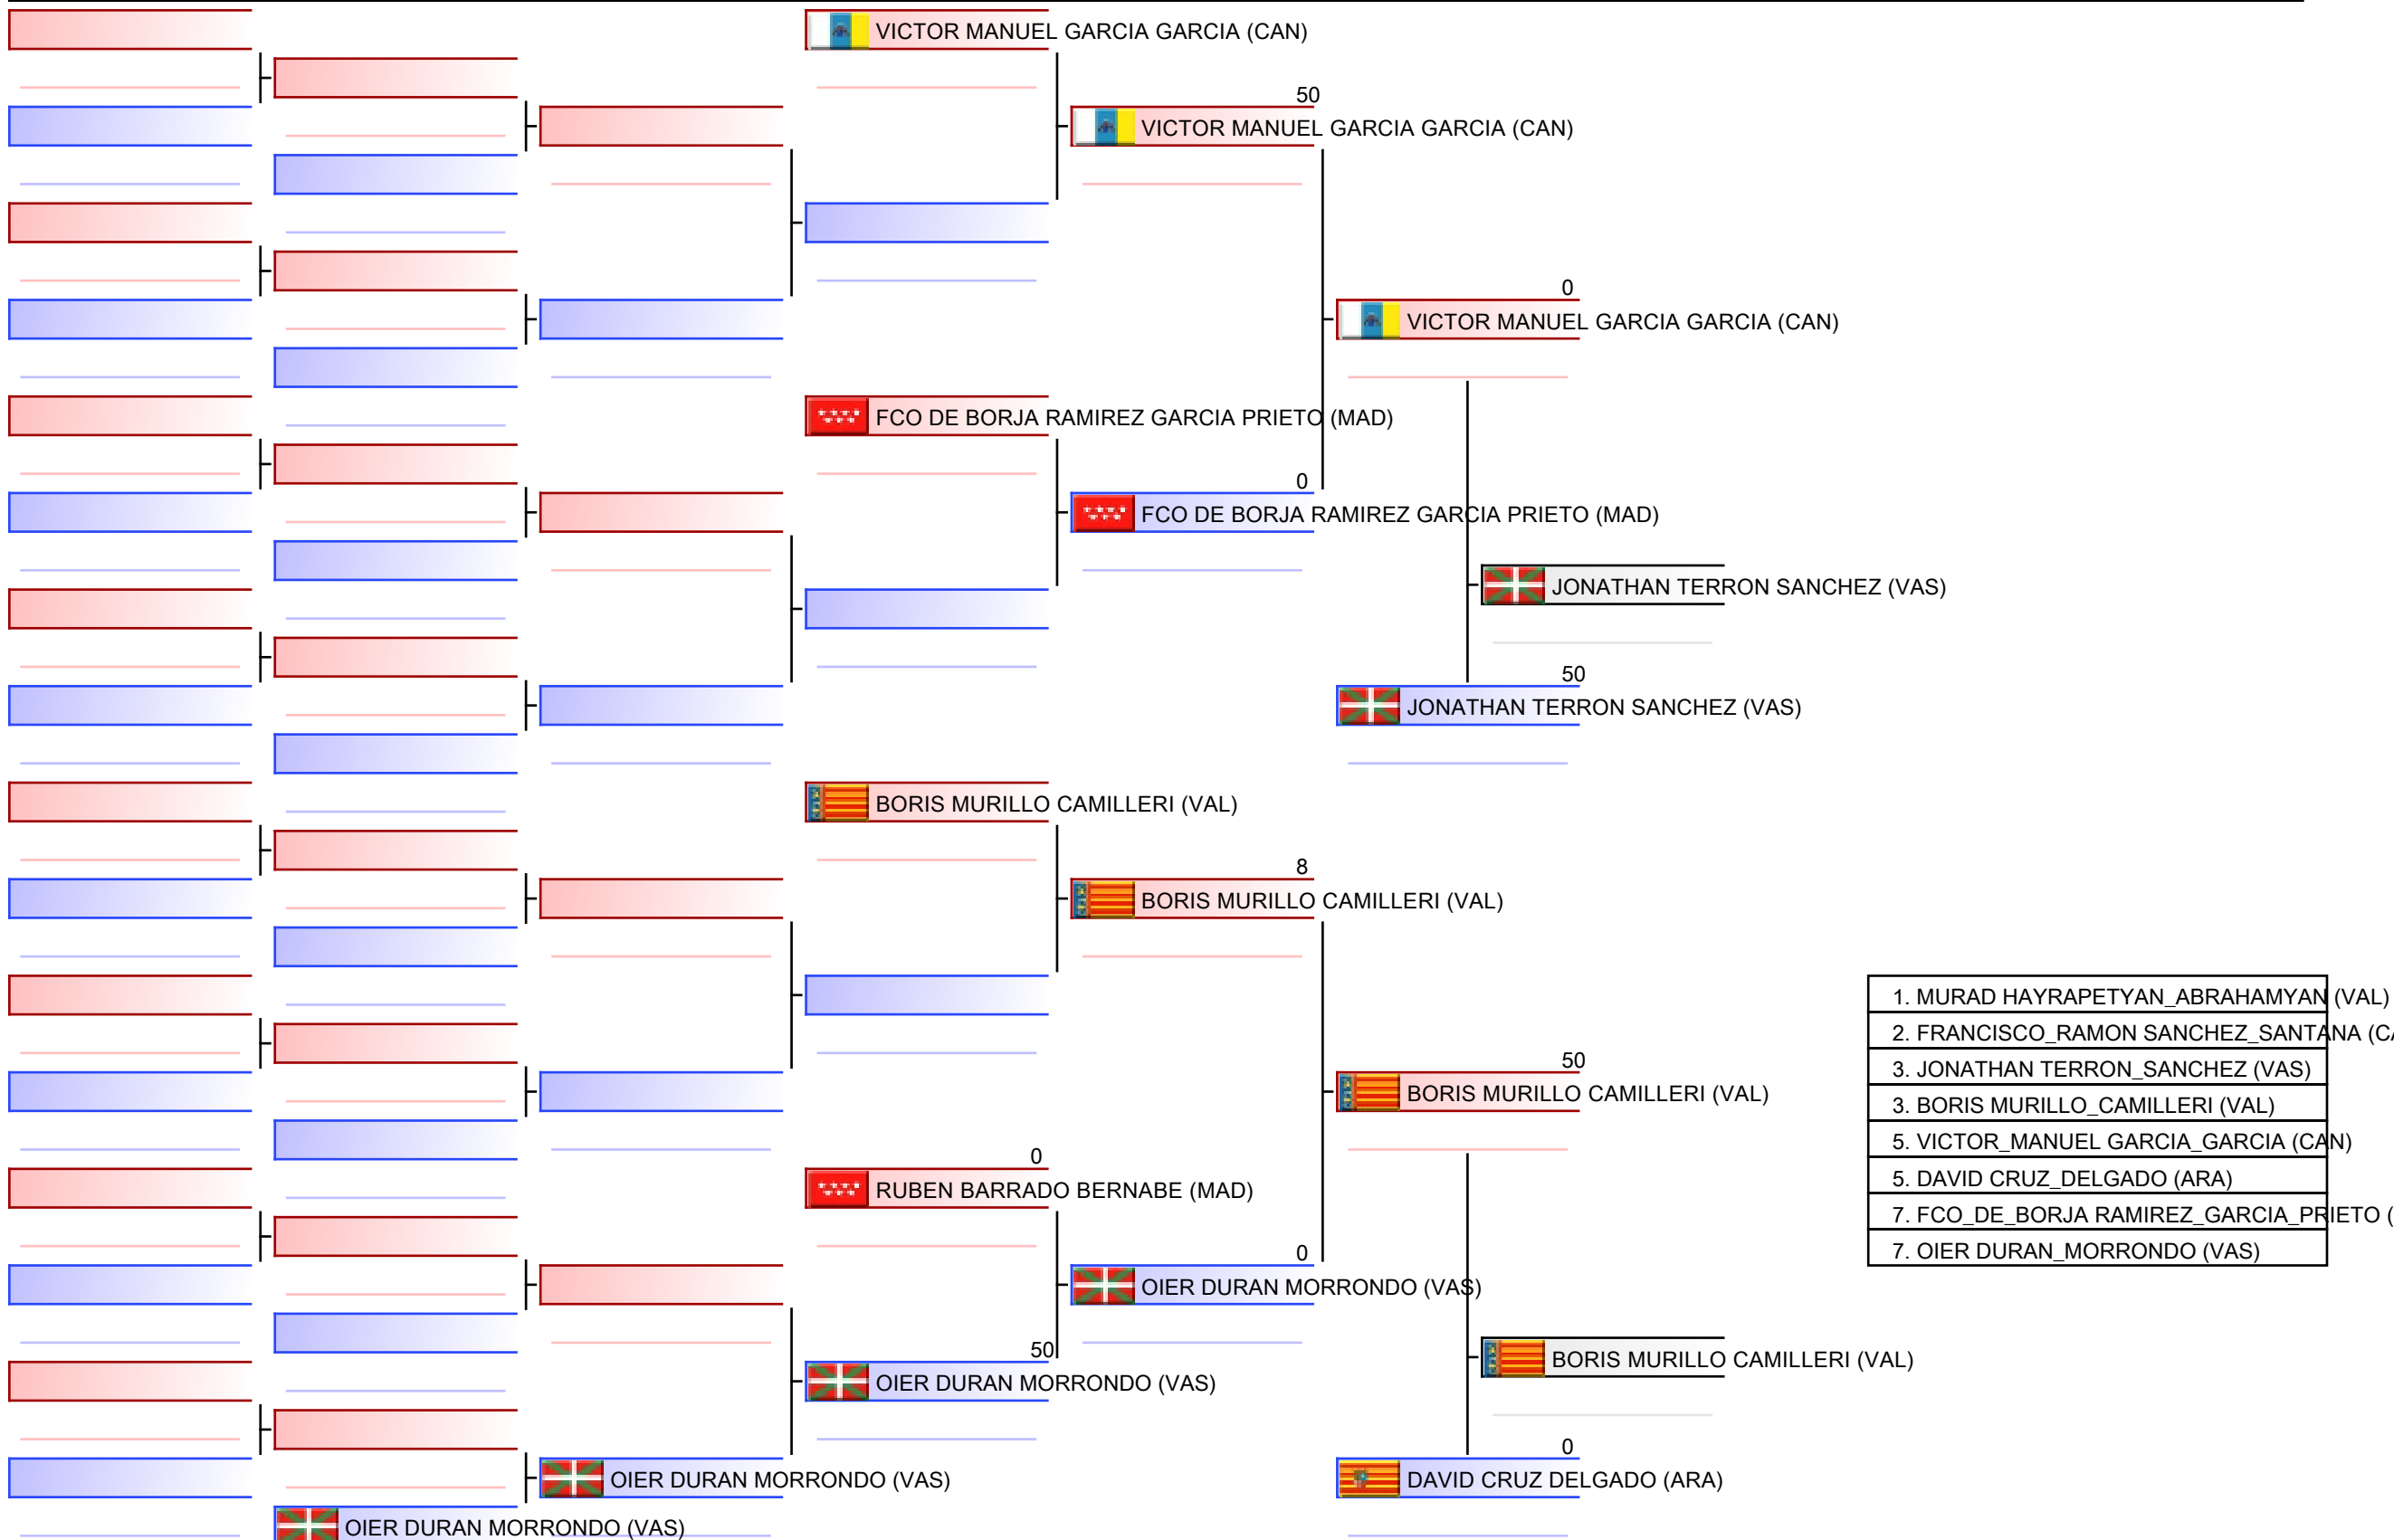 VICTOR MANUEL GARCIA GARCIA (CAN)
50
VICTOR MANUEL GARCIA GARCIA (CAN)
0
VICTOR MANUEL GARCIA GARCIA (CAN)
FCO DE BORJA RAMIREZ GARCIA PRIETO (MAD)
0
FCO DE BORJA RAMIREZ GARCIA PRIETO (MAD)
JONATHAN TERRON SANCHEZ (VAS)
50
JONATHAN TERRON SANCHEZ (VAS)
BORIS MURILLO CAMILLERI (VAL)
8
BORIS MURILLO CAMILLERI (VAL)
50
BORIS MURILLO CAMILLERI (VAL)
0
RUBEN BARRADO BERNABE (MAD)
0
OIER DURAN MORRONDO (VAS)
50
OIER DURAN MORRONDO (VAS)
BORIS MURILLO CAMILLERI (VAL)
0
OIER DURAN MORRONDO (VAS)
DAVID CRUZ DELGADO (ARA)
OIER DURAN MORRONDO (VAS)
1. MURAD HAYRAPETYAN_ABRAHAMYAN (VAL)
2. FRANCISCO_RAMON SANCHEZ_SANTANA (CA
3. JONATHAN TERRON_SANCHEZ (VAS)
3. BORIS MURILLO_CAMILLERI (VAL)
5. VICTOR_MANUEL GARCIA_GARCIA (CAN)
5. DAVID CRUZ_DELGADO (ARA)
7. FCO_DE_BORJA RAMIREZ_GARCIA_PRIETO (
7. OIER DURAN_MORRONDO (VAS)